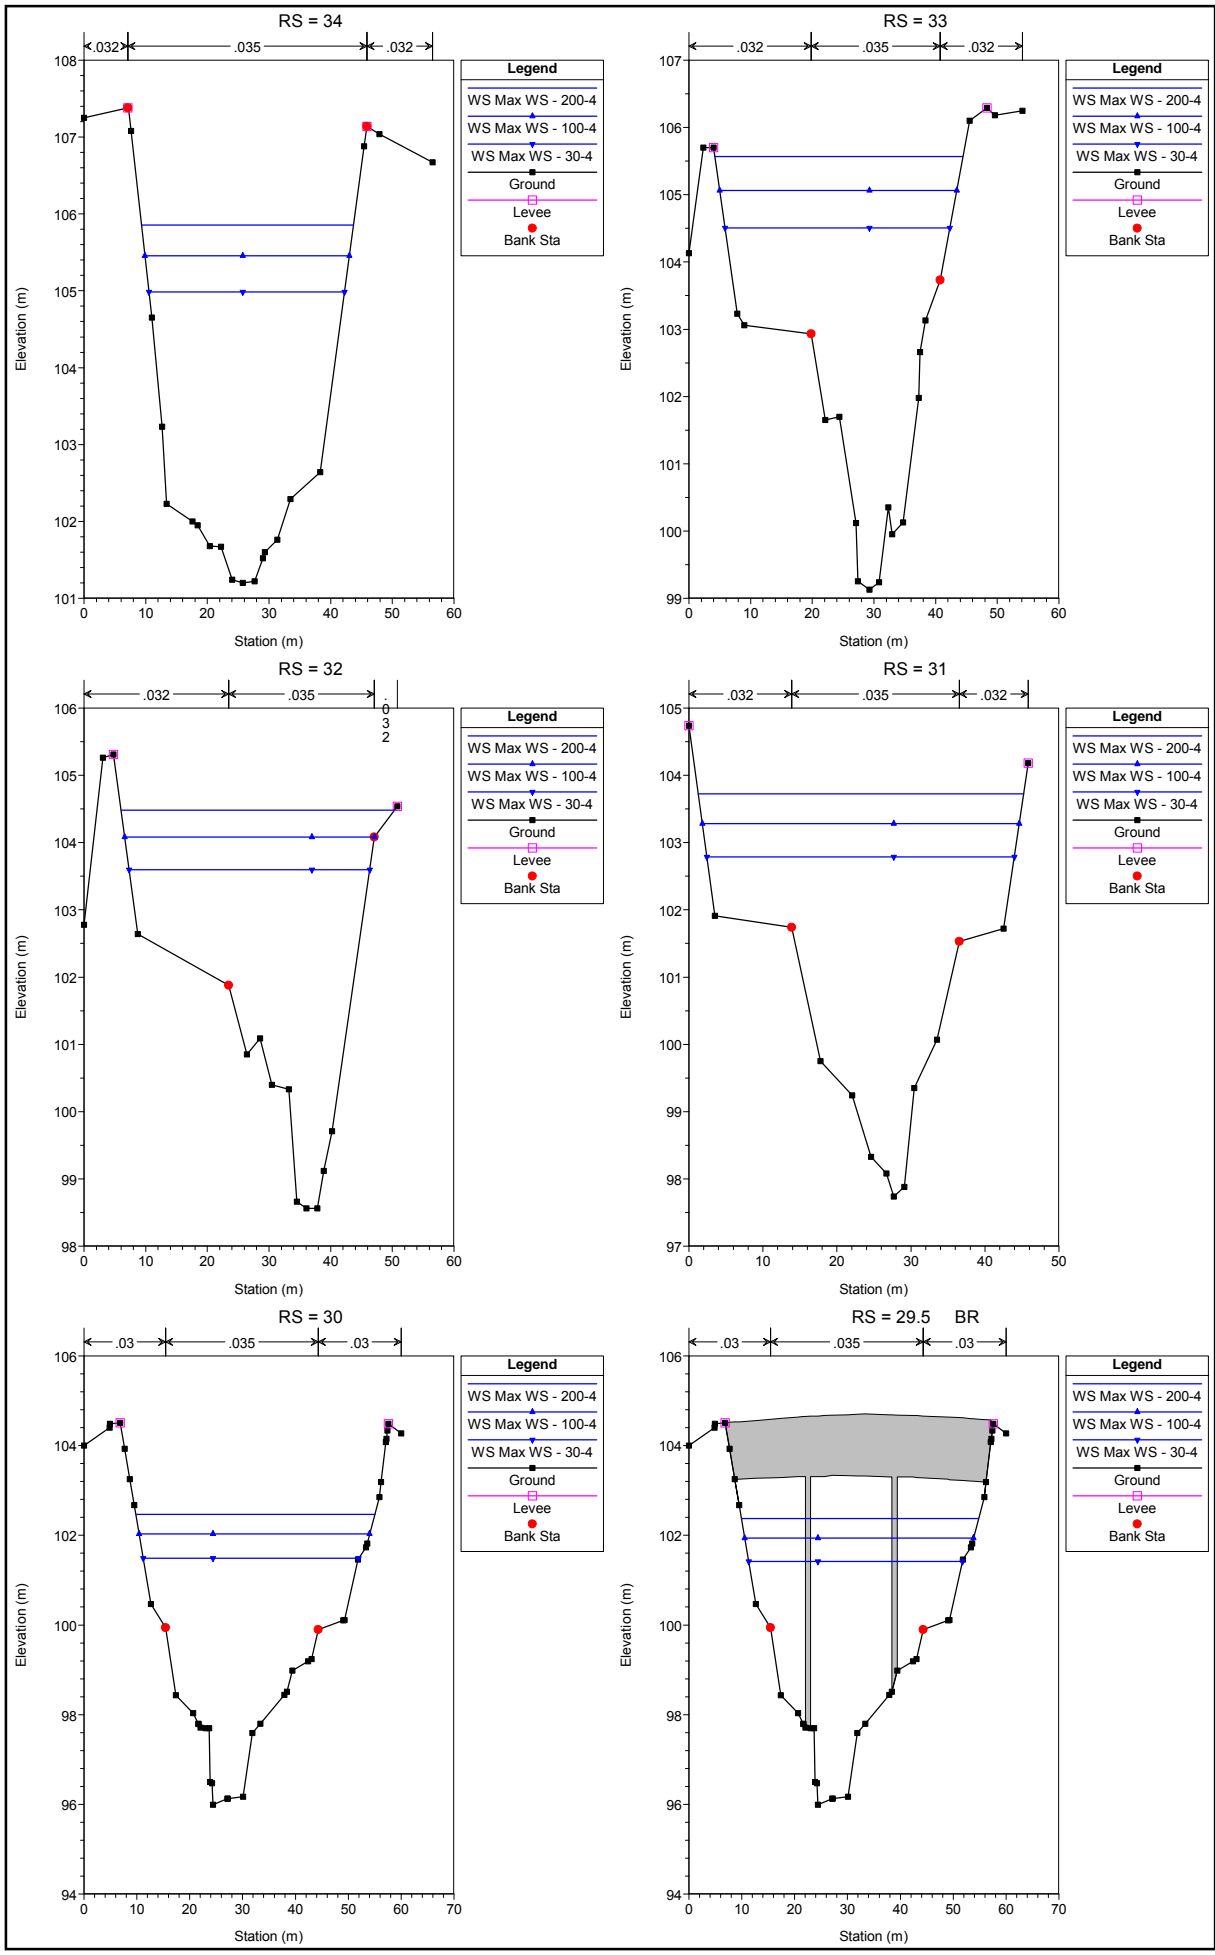 RS = 34
.032 .035 .032
108
107
106
105
104
103
102
101
Elevation (m)
0 10 20 30 40 50 60
Station (m)
Legend
WS Max WS - 200-4
WS Max WS - 100-4
WS Max WS - 30-4
Ground
Levee
Bank Sta
RS = 33
.032 .035 .032
107
106
105
104
103
102
101
100
99
Elevation (m)
0 10 20 30 40 50 60
Station (m)
Legend
WS Max WS - 200-4
WS Max WS - 100-4
WS Max WS - 30-4
Ground
Levee
Bank Sta
RS = 32
.032 .035 .032
106
105
104
103
102
101
100
99
98
Elevation (m)
0 10 20 30 40 50 60
Station (m)
Legend
WS Max WS - 200-4
WS Max WS - 100-4
WS Max WS - 30-4
Ground
Levee
Bank Sta
RS = 31
.032 .035 .032
105
104
103
102
101
100
99
98
97
Elevation (m)
0 10 20 30 40 50
Station (m)
Legend
WS Max WS - 200-4
WS Max WS - 100-4
WS Max WS - 30-4
Ground
Levee
Bank Sta
RS = 30
.03 .035 .03
106
104
102
100
98
96
94
Elevation (m)
0 10 20 30 40 50 60 70
Station (m)
Legend
WS Max WS - 200-4
WS Max WS - 100-4
WS Max WS - 30-4
Ground
Levee
Bank Sta
RS = 29.5 BR
.03 .035 .03
106
104
102
100
98
96
94
Elevation (m)
0 10 20 30 40 50 60 70
Station (m)
Legend
WS Max WS - 200-4
WS Max WS - 100-4
WS Max WS - 30-4
Ground
Levee
Bank Sta